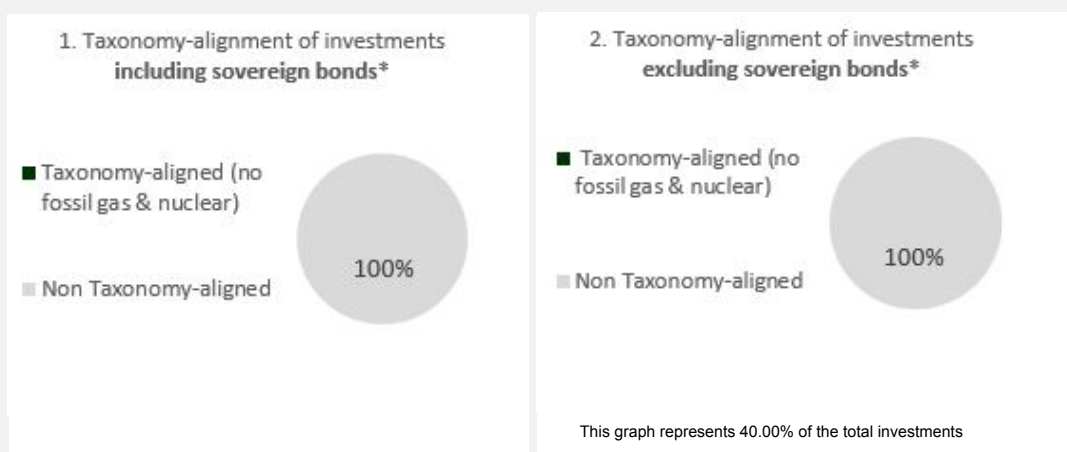 1. Taxonomy-alignment of investments
including sovereign bonds*
Taxonomy-aligned (no
fossil gas & nuclear)
Non Taxonomy-aligned
100%
2. Taxonomy-alignment of investments
excluding sovereign bonds*
Taxonomy-aligned (no
fossil gas & nuclear)
Non Taxonomy-aligned
100%
This graph represents 40.00% of the total investments